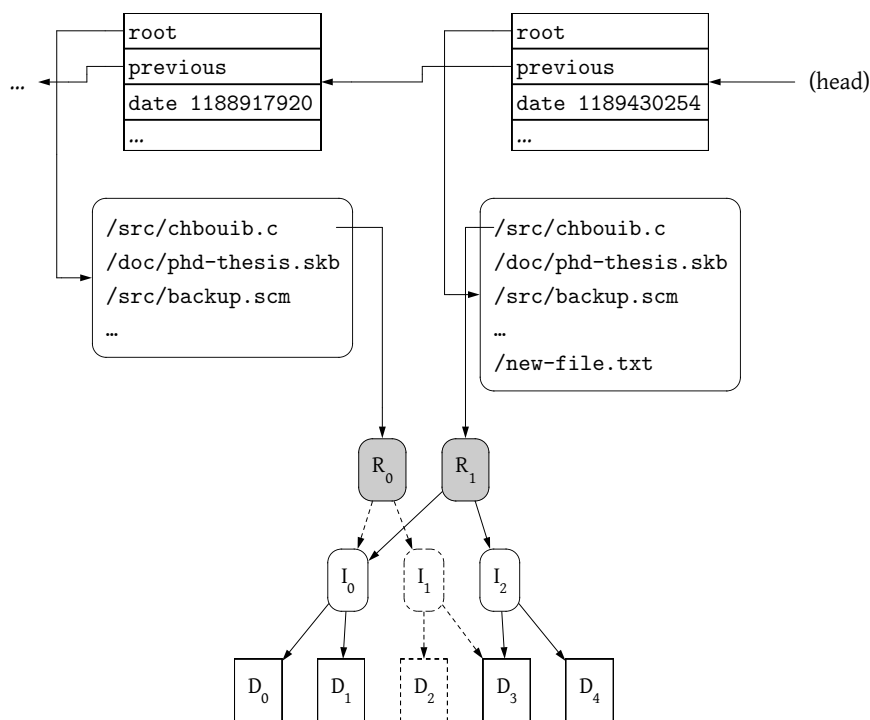 root
previous
date 1188917920
…
root
previous
date 1189430254
…
...
(head)
/src/chbouib.c
/doc/phd-thesis.skb
/src/backup.scm
…
/src/chbouib.c
/doc/phd-thesis.skb
/src/backup.scm
…
/new-file.txt
R0 R1
I0 I1 I2
D0 D1 D2 D3 D4